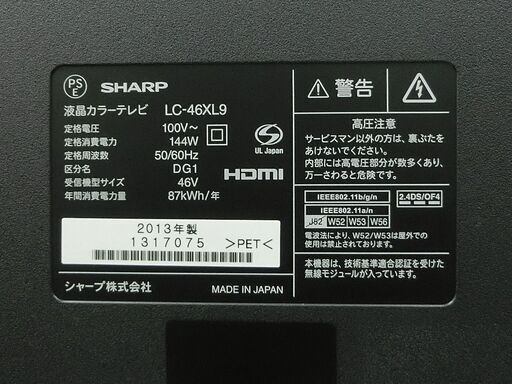 PS E
SHARP
液晶カラーテレビ LC-46XL9
定格電圧 100V~
定格消費電力 144W
定格周波数 50/60Hz
区分名 DG1
受信機型サイズ 46V
年間消費電力量 87kWh/年
UL Japan
HDMI
2013年製
1317075 >PET<
シャープ株式会社 MADE IN JAPAN
警告
高圧注意
サービスマン以外の方は、裏ぶたを
あけないでください。
内部には高電圧部分が数多くあり、
万一さわると危険です。
IEEE802.11b/g/n 2.4DS/OF4
IEEE802.11a/n
J52 W52 W53 W56
電波法により、W52/W53は屋外での
使用は禁止されています。
本機器は、技術基準適合認証を受けた
無線モジュールが入っています。